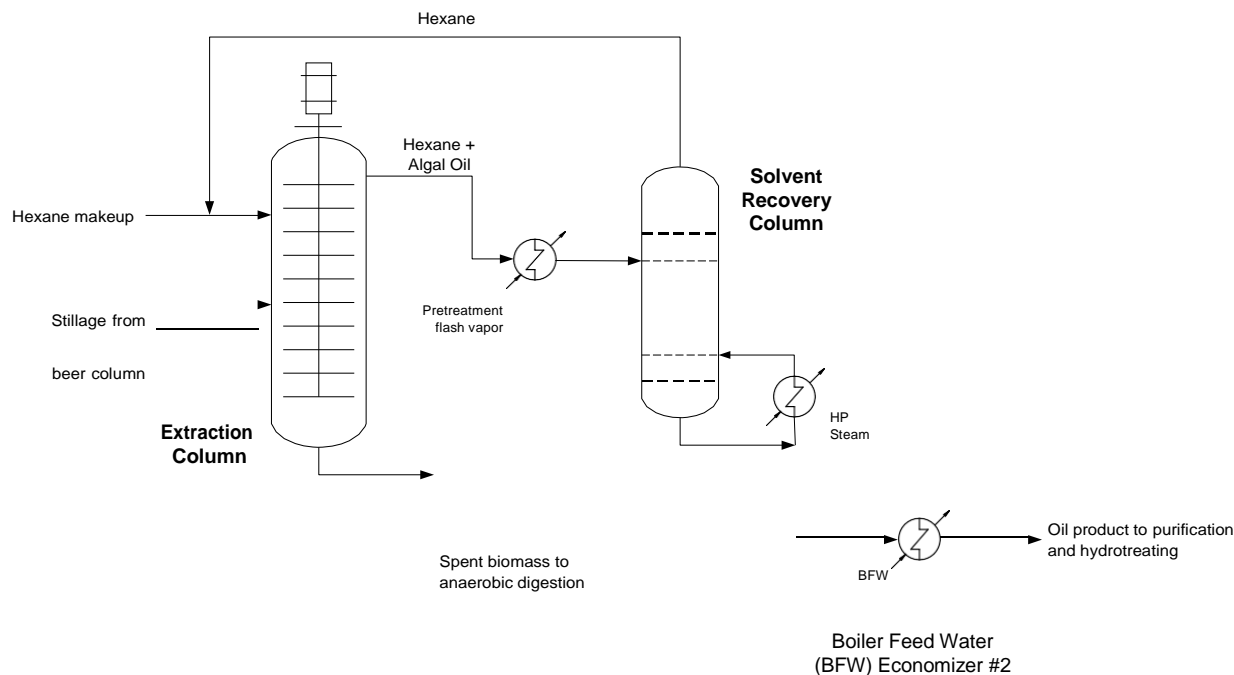 Hexane
Hexane +
Algal Oil
Solvent
Recovery
Column
Hexane makeup
Pretreatment
flash vapor
Stillage from
beer column
HP
Steam
Extraction
Column
Oil product to purification
and hydrotreating
Spent biomass to
anaerobic digestion
BFW
Boiler Feed Water
(BFW) Economizer #2